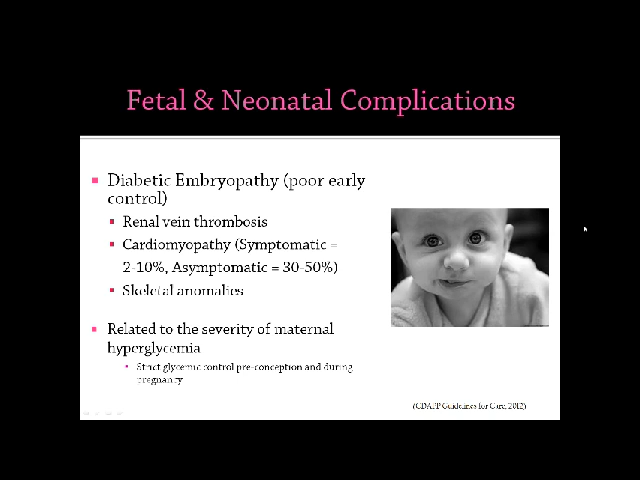 Fetal & Neonatal Complications
Diabetic Embryopathy (poor early
control)
Renal vein thrombosis
Cardiomyopathy (Symptomatic =
2-10%, Asymptomatic = 30-50%)
Skeletal anomalies
Related to the severity of maternal
hyperglycemia
Strict glycemic control pre-conception and during
pregnancy
(CDAPP Guidelines for Care, 2012)